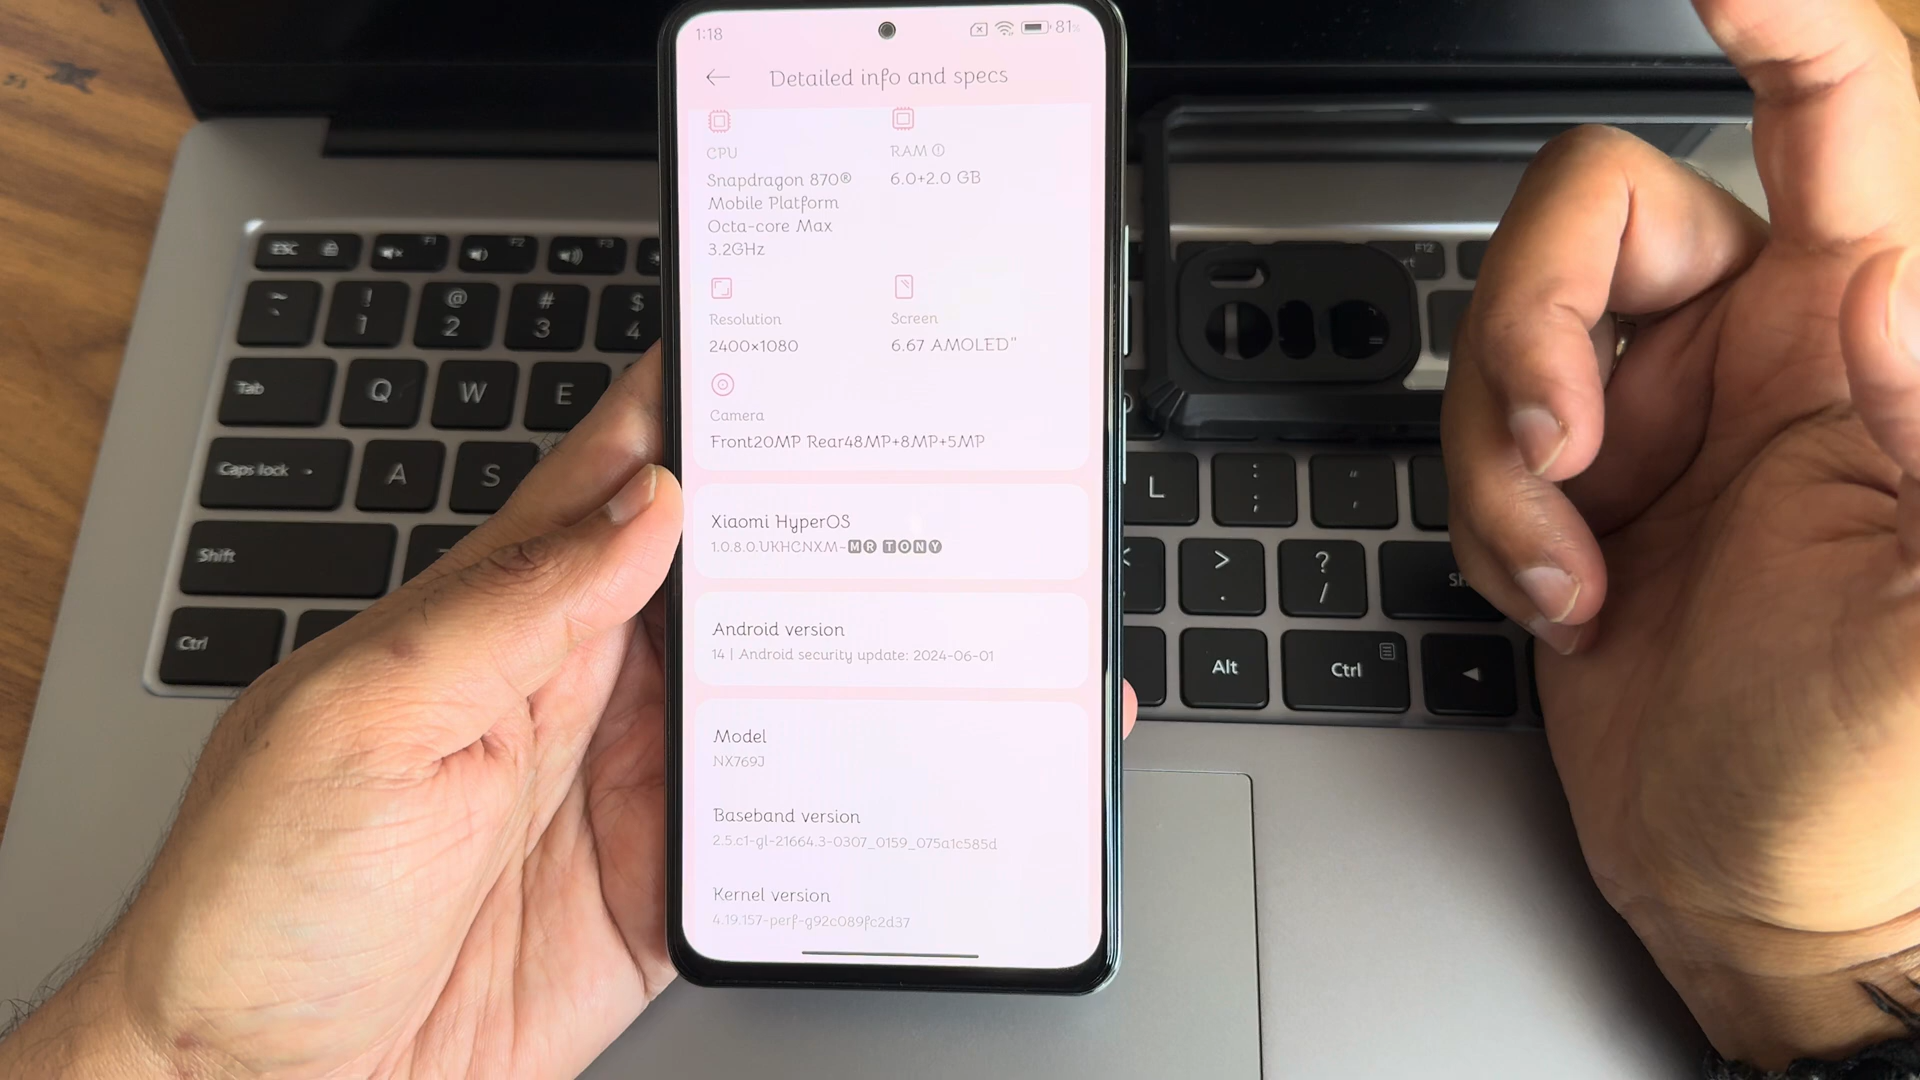 1:18
81%
Detailed info and specs
CPU
RAM
Snapdragon 870®
Mobile Platform
Octa-core Max
3.2GHz
6.0+2.0 GB
Resolution
Screen
2400×1080
6.67 AMOLED"
Camera
Front20MP Rear48MP+8MP+5MP
Xiaomi HyperOS
1.0.8.0.UKHCNXM-MR TONY
Android version
14 | Android security update: 2024-06-01
Model
NX769J
Baseband version
2.5.c1-gl-21664.3-0307_0159_075a1c585d
Kernel version
4.19.157-perf-g92c089fc2d37
ESC
F1
F2
F3
F12
~
! 1
@ 2
# 3
$ 4
Tab
Q
W
E
Caps lock
A
S
L
: ;
" '
Shift
<
> .
? /
Ctrl
Alt
Ctrl
◄